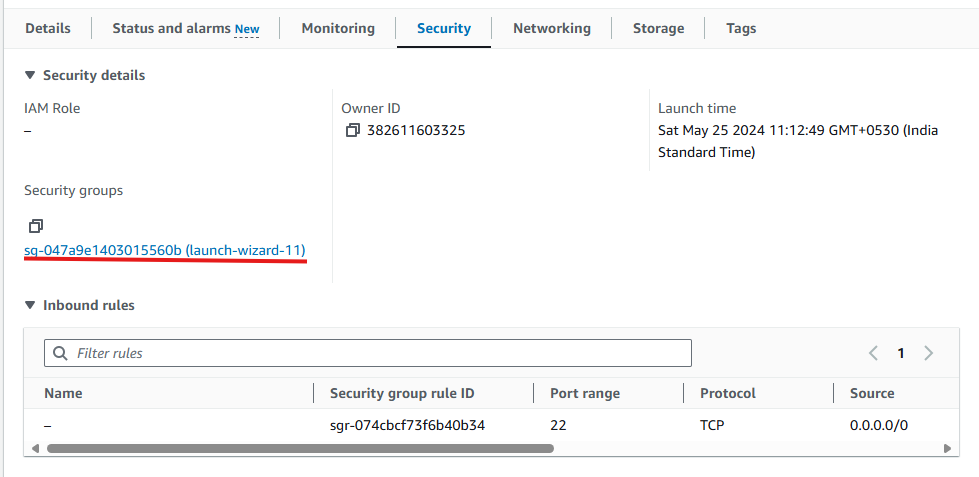 Details Status and alarms New Monitoring Security Networking Storage Tags
Security details
IAM Role
–
Owner ID
382611603325
Launch time
Sat May 25 2024 11:12:49 GMT+0530 (India
Standard Time)
Security groups
sg-047a9e1403015560b (launch-wizard-11)
Inbound rules
Filter rules
1
Name Security group rule ID Port range Protocol Source
– sgr-074cbcf73f6b40b34 22 TCP 0.0.0.0/0